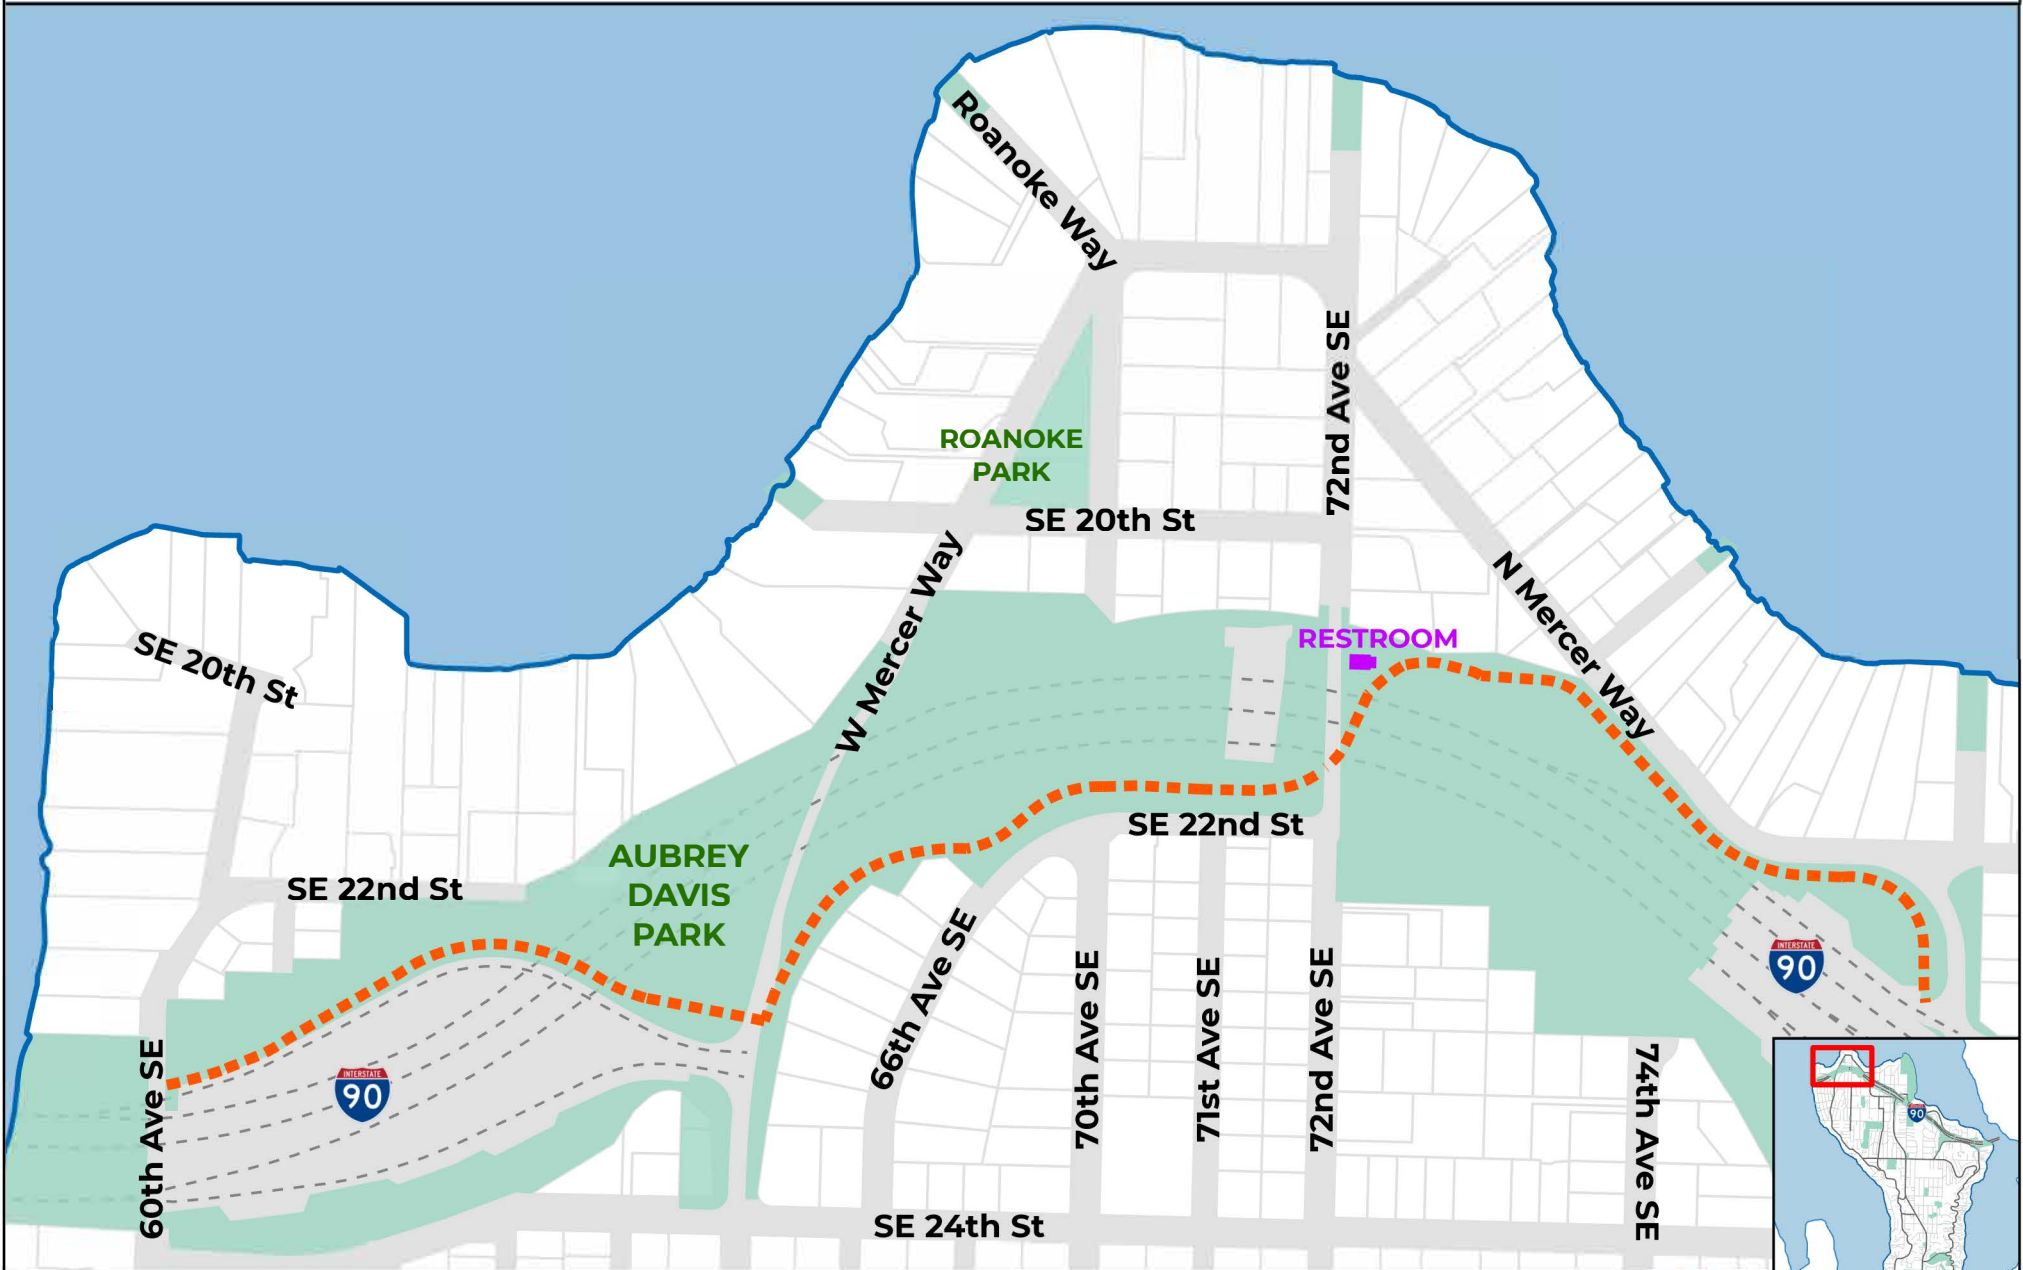 Roanoke Way
72nd Ave SE
ROANOKE
PARK
SE 20th St
W Mercer Way
N Mercer Way
RESTROOM
SE 20th St
SE 22nd St
AUBREY
DAVIS
PARK
SE 22nd St
66th Ave SE
70th Ave SE
71st Ave SE
72nd Ave SE
INTERSTATE
90
74th Ave SE
60th Ave SE
INTERSTATE
90
SE 24th St
90